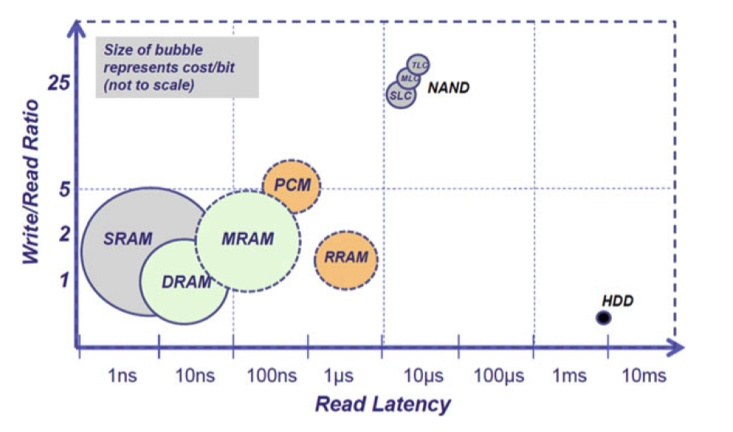 Size of bubble
represents cost/bit
(not to scale)
TLC
MLC
SLC
NAND
25
Write/Read Ratio
5
PCM
2
SRAM
MRAM
RRAM
1
DRAM
HDD
1ns 10ns 100ns 1µs 10µs 100µs 1ms 10ms
Read Latency